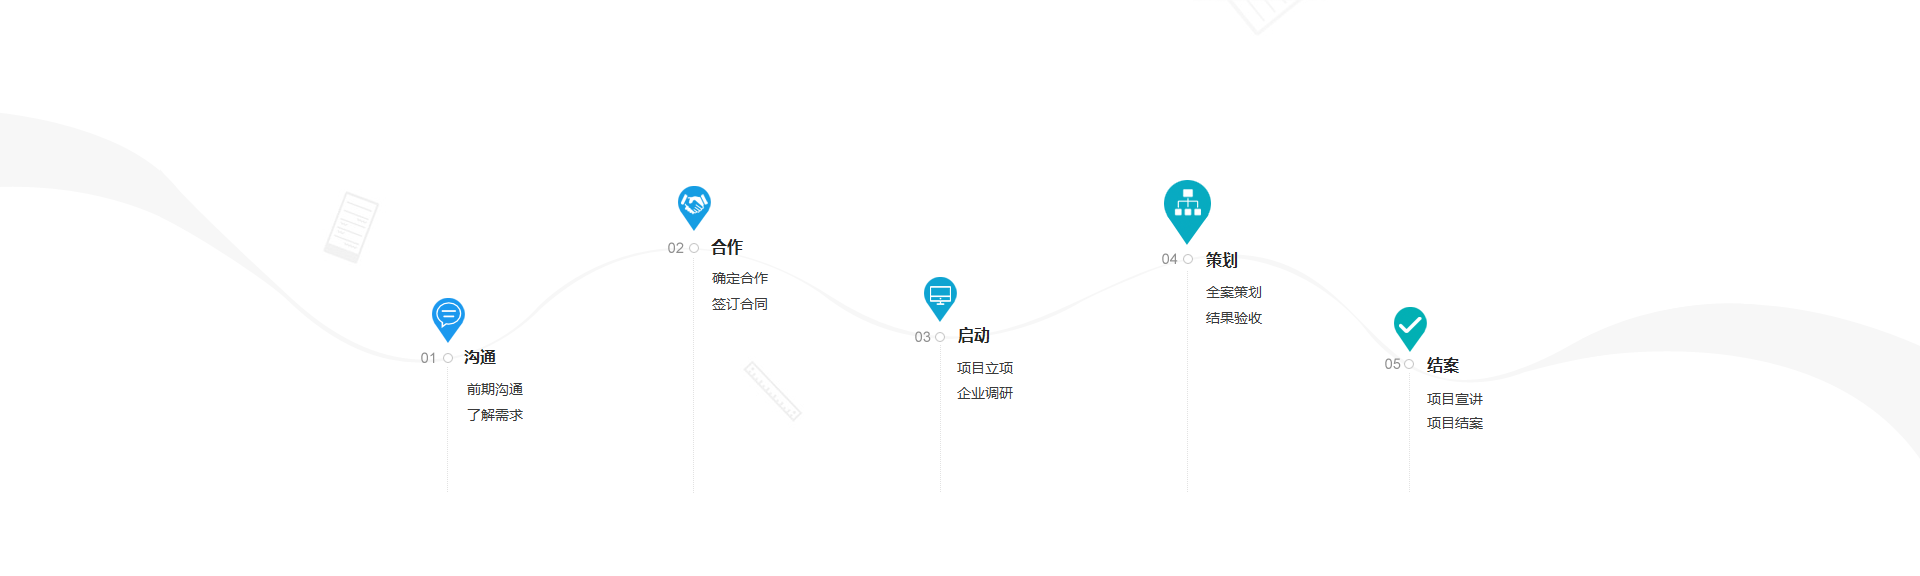 01 沟通
前期沟通
了解需求
02 合作
确定合作
签订合同
03 启动
项目立项
企业调研
04 策划
全案策划
结果验收
05 结案
项目宣讲
项目结案